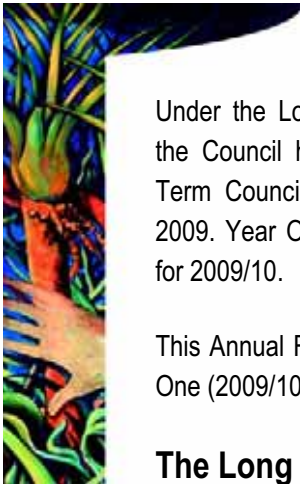 Under the Lo
the Council h
Term Counci
2009. Year O
for 2009/10.
This Annual F
One (2009/10
The Long